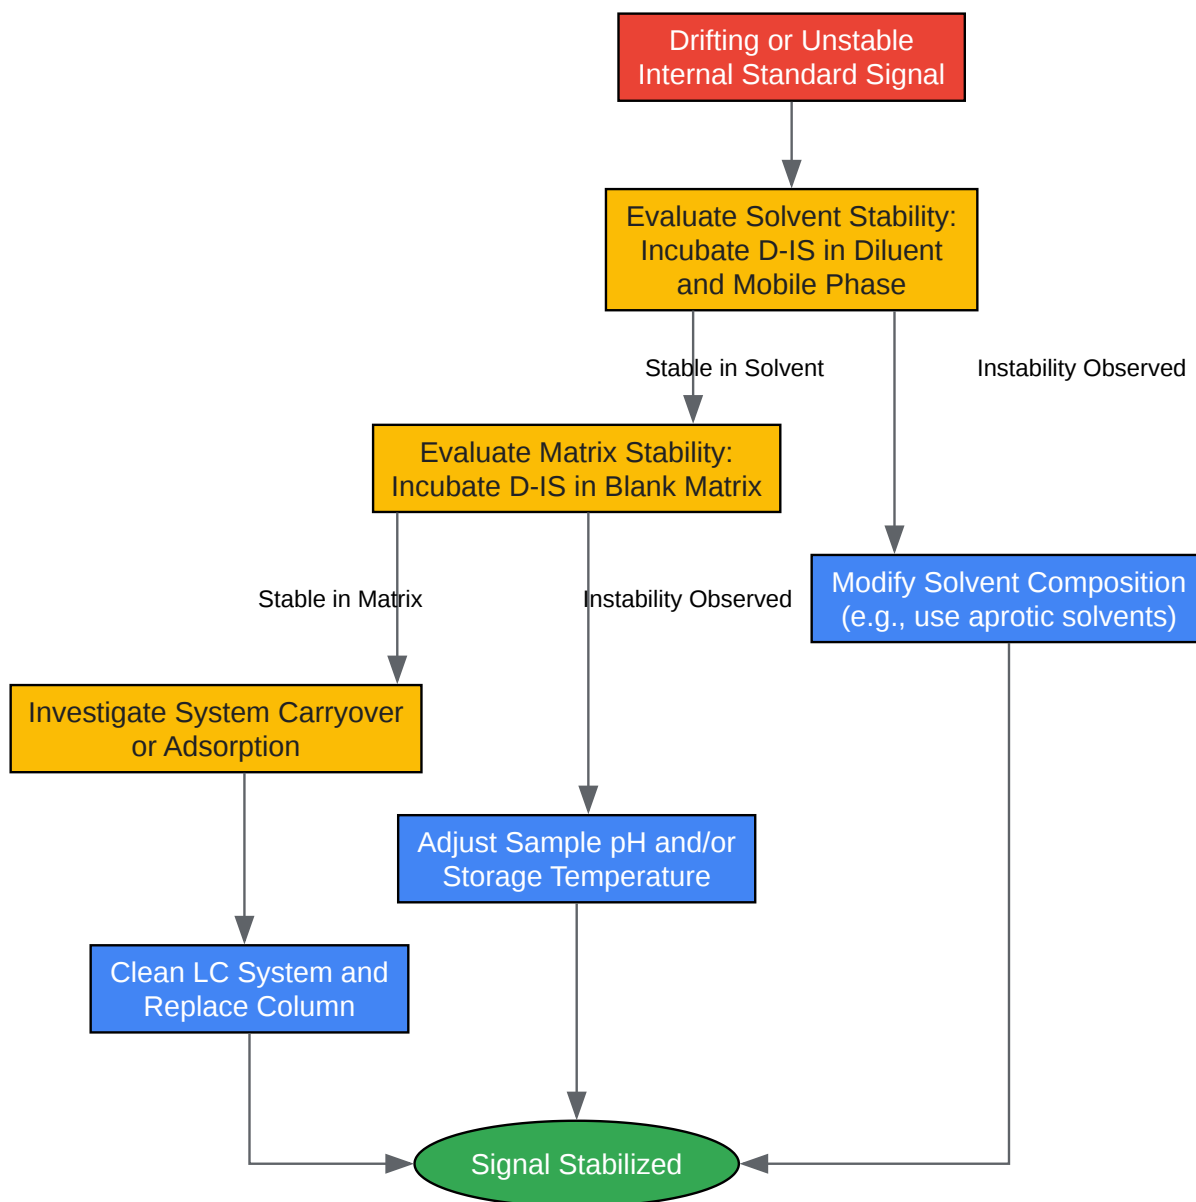 Drifting or Unstable
Internal Standard Signal
Evaluate Solvent Stability:
Incubate D-IS in Diluent
and Mobile Phase
Stable in Solvent
Instability Observed
Evaluate Matrix Stability:
Incubate D-IS in Blank Matrix
Modify Solvent Composition
(e.g., use aprotic solvents)
Stable in Matrix
Instability Observed
Investigate System Carryover
or Adsorption
Adjust Sample pH and/or
Storage Temperature
Clean LC System and
Replace Column
Signal Stabilized